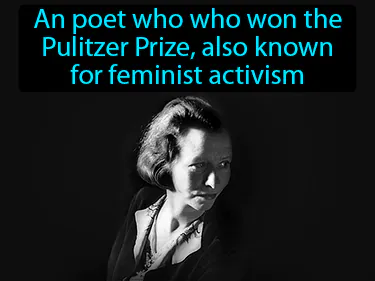 An poet who who won the
Pulitzer Prize, also known
for feminist activism